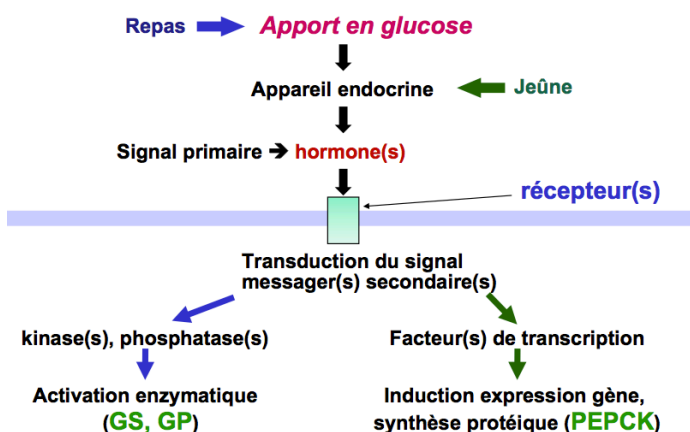 Repas Apport en glucose
Appareil endocrine Jeûne
Signal primaire → hormone(s)
récepteur(s)
Transduction du signal
messager(s) secondaire(s)
kinase(s), phosphatase(s) Facteur(s) de transcription
Activation enzymatique
(GS, GP)
Induction expression gène,
synthèse protéique (PEPCK)